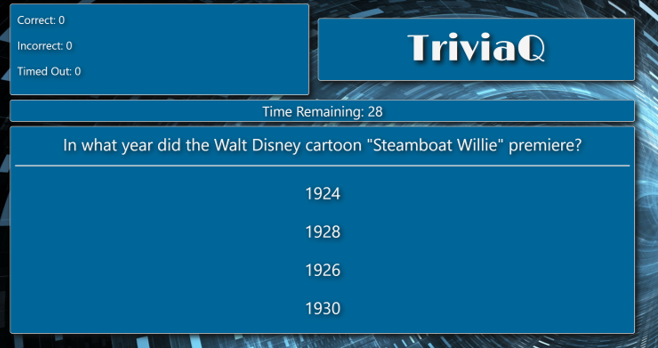 Correct: 0
Incorrect: 0
Timed Out: 0
TriviaQ
Time Remaining: 28
In what year did the Walt Disney cartoon "Steamboat Willie" premiere?
1924
1928
1926
1930